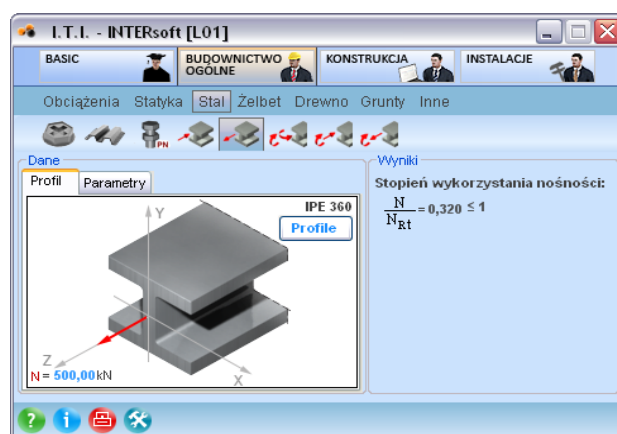 I.T.I. - INTERsoft [L01]
BASIC
BUDOWNICTWO OGÓLNE
KONSTRUKCJA
INSTALACJE
Obciążenia Statyka Stal Żelbet Drewno Grunty Inne
PN
Dane
Profil Parametry
IPE 360
Profile
Y
Z
X
N = 500,00kN
Wyniki
Stopień wykorzystania nośności:
N
N_Rt
=0,320 ≤ 1